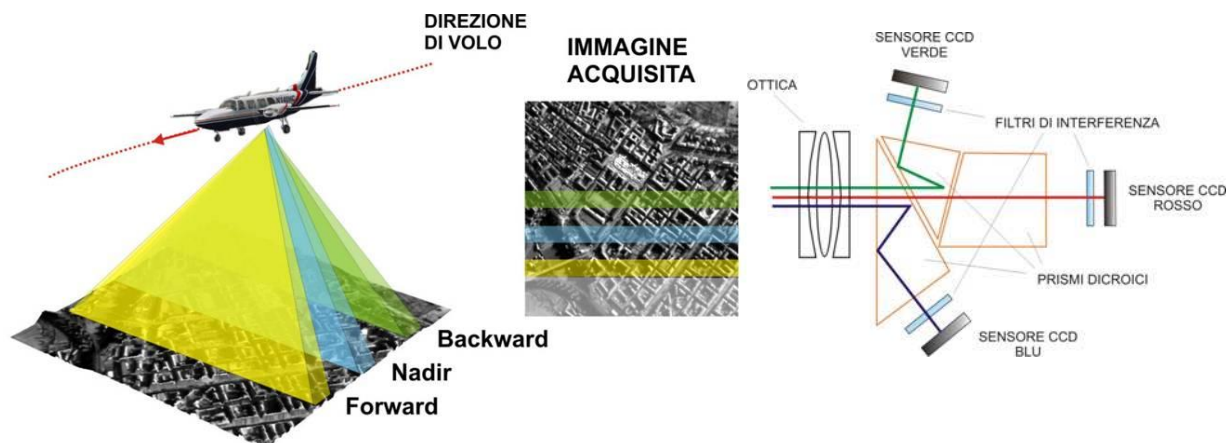 DIREZIONE
DI VOLO
Backward
Nadir
Forward
IMMAGINE
ACQUISITA
SENSORE CCD
VERDE
OTTICA
FILTRI DI INTERFERENZA
SENSORE CCD
ROSSO
PRISMI DICROICI
SENSORE CCD
BLU